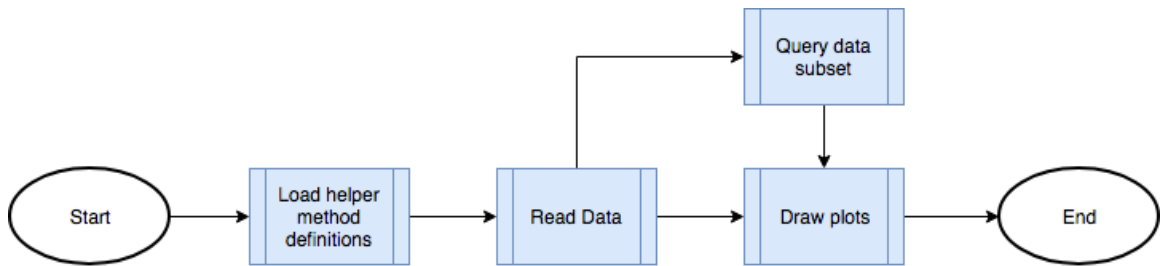 Query data
subset
Start
Load helper
method
definitions
Read Data
Draw plots
End